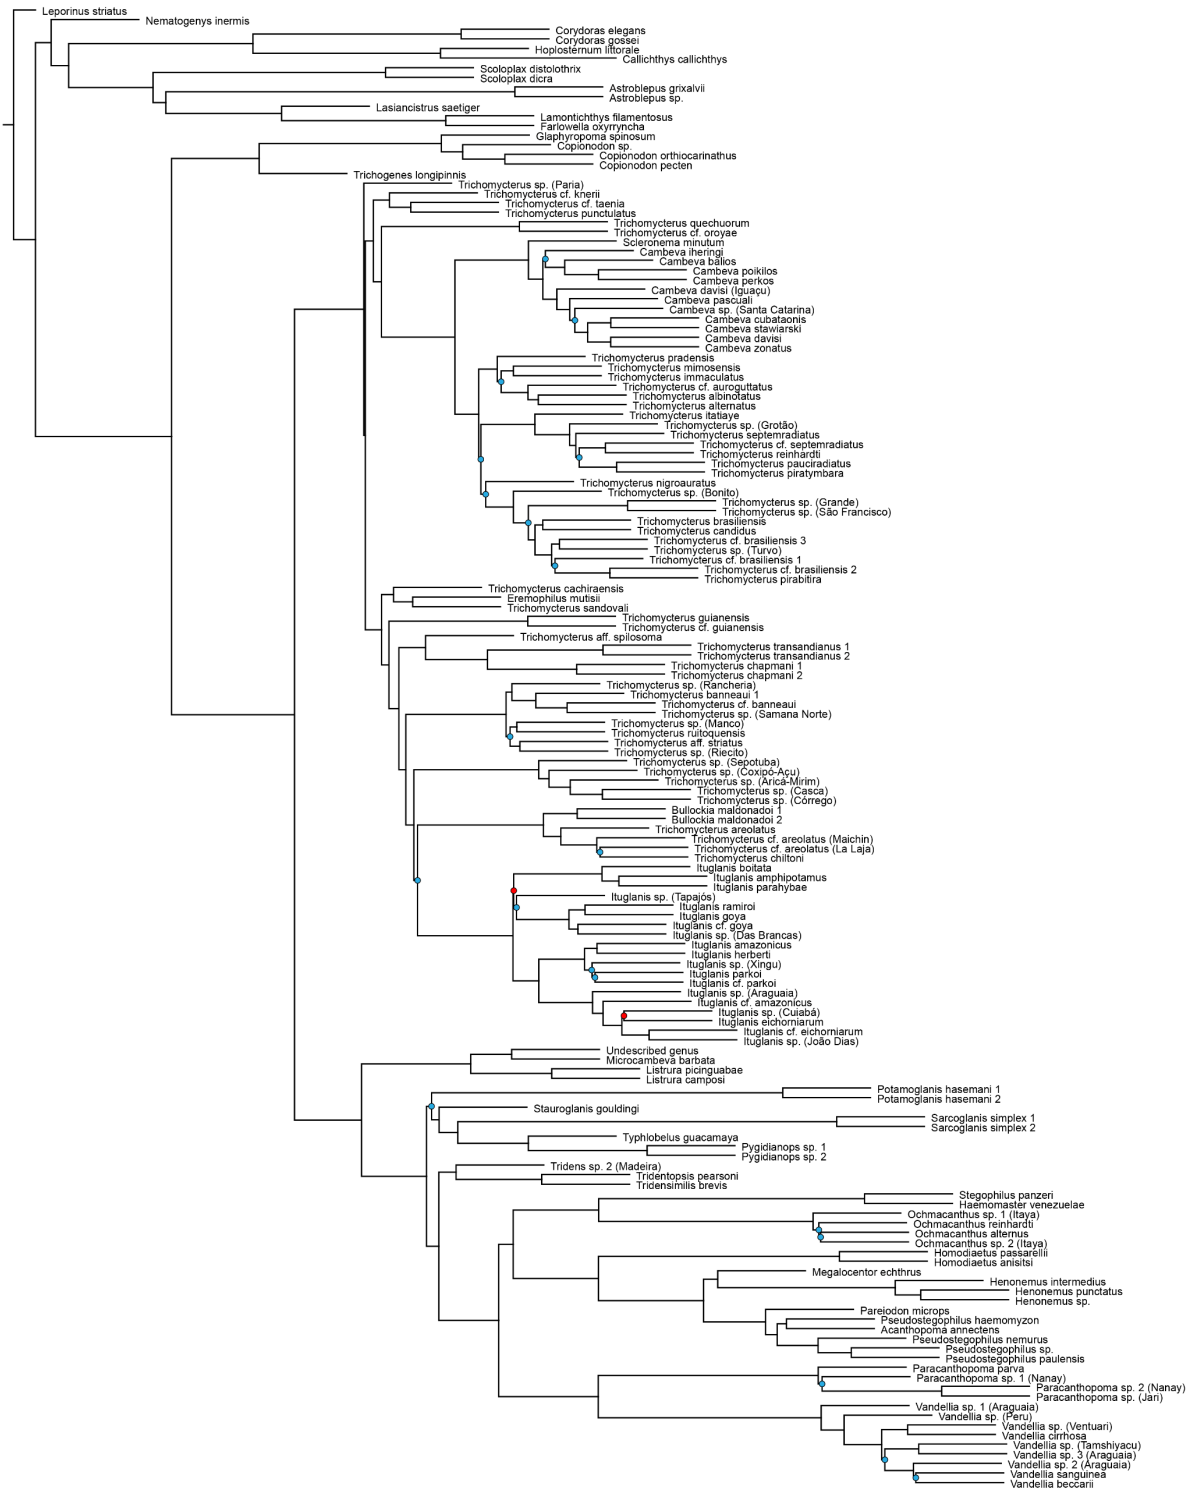 Leporinus striatus
Nematogenys inermis
Corydoras elegans
Corydoras gossei
Hoplosternum littorale
Callichthys callichthys
Scoloplax distolothrix
Scoloplax dicra
Astroblepus grixalvii
Astroblepus sp.
Lasiancistrus saetiger
Lamontichthys filamentosus
Farlowella oxyrryncha
Glaphyropoma spinosum
Copionodon sp.
Copionodon orthiocarinathus
Copionodon pecten
Trichogenes longipinnis
Trichomycterus sp. (Paria)
Trichomycterus cf. knerii
Trichomycterus cf. taenia
Trichomycterus punctulatus
Trichomycterus quechuorum
Trichomycterus cf. oroyae
Scleronema minutum
Cambeva iheringi
Cambeva balios
Cambeva poikilos
Cambeva perkos
Cambeva davisi (Iguaçu)
Cambeva pascuali
Cambeva sp. (Santa Catarina)
Cambeva cubataonis
Cambeva stawiarski
Cambeva davisi
Cambeva zonatus
Trichomycterus pradensis
Trichomycterus mimosensis
Trichomycterus immaculatus
Trichomycterus cf. auroguttatus
Trichomycterus albinotatus
Trichomycterus alternatus
Trichomycterus itatiaye
Trichomycterus sp. (Grotão)
Trichomycterus septemradiatus
Trichomycterus cf. septemradiatus
Trichomycterus reinhardti
Trichomycterus pauciradiatus
Trichomycterus piratymbara
Trichomycterus nigroauratus
Trichomycterus sp. (Bonito)
Trichomycterus sp. (Grande)
Trichomycterus sp. (São Francisco)
Trichomycterus brasiliensis
Trichomycterus candidus
Trichomycterus cf. brasiliensis 3
Trichomycterus sp. (Turvo)
Trichomycterus cf. brasiliensis 1
Trichomycterus cf. brasiliensis 2
Trichomycterus pirabitira
Trichomycterus cachiraensis
Eremophilus mutisii
Trichomycterus sandovali
Trichomycterus guianensis
Trichomycterus cf. guianensis
Trichomycterus aff. spilosoma
Trichomycterus transandianus 1
Trichomycterus transandianus 2
Trichomycterus chapmani 1
Trichomycterus chapmani 2
Trichomycterus sp. (Rancheria)
Trichomycterus banneaui 1
Trichomycterus cf. banneaui
Trichomycterus sp. (Samana Norte)
Trichomycterus sp. (Manco)
Trichomycterus ruitoquensis
Trichomycterus aff. striatus
Trichomycterus sp. (Riecito)
Trichomycterus sp. (Sepotuba)
Trichomycterus sp. (Coxipó-Açu)
Trichomycterus sp. (Aricá-Mirim)
Trichomycterus sp. (Casca)
Trichomycterus sp. (Córrego)
Bullockia maldonadoi 1
Bullockia maldonadoi 2
Trichomycterus areolatus
Trichomycterus cf. areolatus (Maichin)
Trichomycterus cf. areolatus (La Laja)
Trichomycterus chiltoni
Ituglanis boitata
Ituglanis amphipotamus
Ituglanis parahybae
Ituglanis sp. (Tapajós)
Ituglanis ramiroi
Ituglanis goya
Ituglanis cf. goya
Ituglanis sp. (Das Brancas)
Ituglanis amazonicus
Ituglanis herberti
Ituglanis sp. (Xingu)
Ituglanis parkoi
Ituglanis cf. parkoi
Ituglanis sp. (Araguaia)
Ituglanis cf. amazonicus
Ituglanis sp. (Cuiabá)
Ituglanis eichorniarum
Ituglanis cf. eichorniarum
Ituglanis sp. (João Dias)
Undescribed genus
Microcambeva barbata
Listrura picinguabae
Listrura camposi
Potamoglanis hasemani 1
Potamoglanis hasemani 2
Stauroglanis gouldingi
Sarcoglanis simplex 1
Sarcoglanis simplex 2
Typhlobelus guacamaya
Pygidianops sp. 1
Pygidianops sp. 2
Tridens sp. 2 (Madeira)
Tridentopsis pearsoni
Tridensimilis brevis
Stegophilus panzeri
Haemomaster venezuelae
Ochmacanthus sp. 1 (Itaya)
Ochmacanthus reinhardti
Ochmacanthus alternus
Ochmacanthus sp. 2 (Itaya)
Homodiaetus passarellii
Homodiaetus anisitsi
Megalocentor echthrus
Henonemus intermedius
Henonemus punctatus
Henonemus sp.
Pareiodon microps
Pseudostegophilus haemomyzon
Acanthopoma annectens
Pseudostegophilus nemurus
Pseudostegophilus sp.
Pseudostegophilus paulensis
Paracanthopoma parva
Paracanthopoma sp. 1 (Nanay)
Paracanthopoma sp. 2 (Nanay)
Paracanthopoma sp. (Jari)
Vandellia sp. 1 (Araguaia)
Vandellia sp. (Peru)
Vandellia sp. (Ventuari)
Vandellia cirrhosa
Vandellia sp. (Tamshiyacu)
Vandellia sp. 3 (Araguaia)
Vandellia sp. 2 (Araguaia)
Vandellia sanguinea
Vandellia beccarii